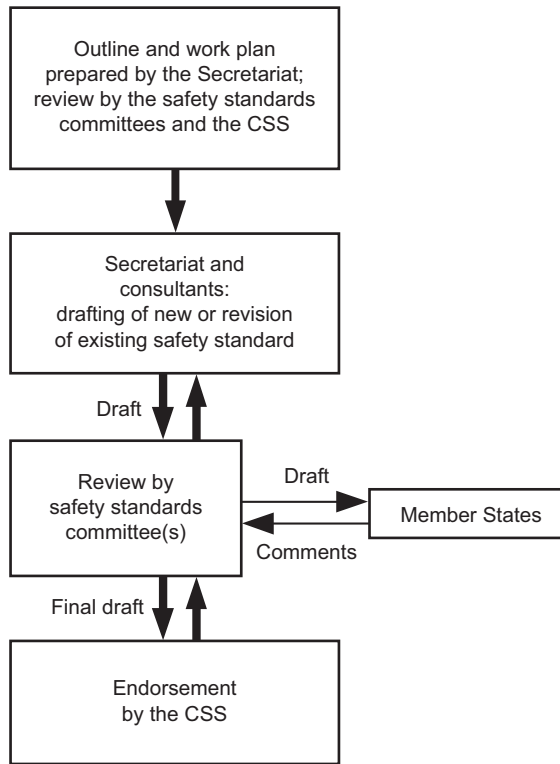 Outline and work plan
prepared by the Secretariat;
review by the safety standards
committees and the CSS
Secretariat and
consultants:
drafting of new or revision
of existing safety standard
Draft
Review by
safety standards
committee(s)
Draft
Member States
Comments
Final draft
Endorsement
by the CSS